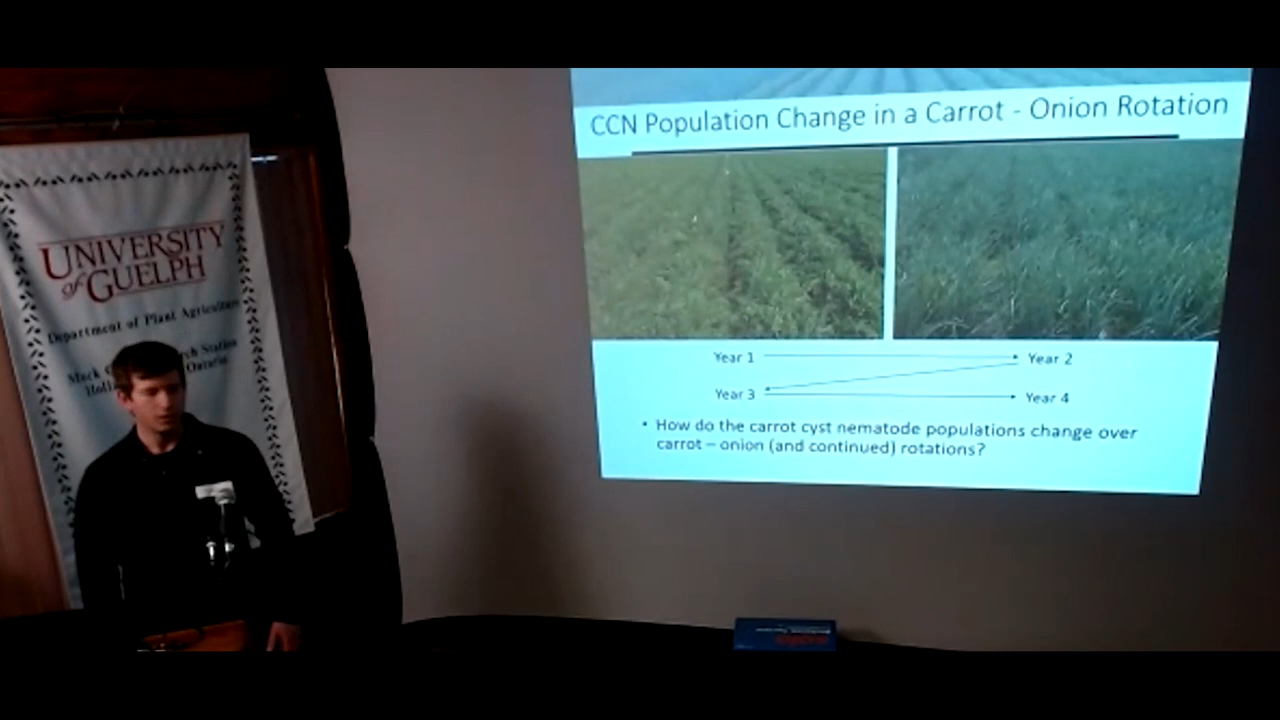 UNIVERSITY
of GUELPH
Department of Plant Agriculture
CCN Population Change in a Carrot - Onion Rotation
Year 1
Year 2
Year 3
Year 4
• How do the carrot cyst nematode populations change over
carrot – onion (and continued) rotations?